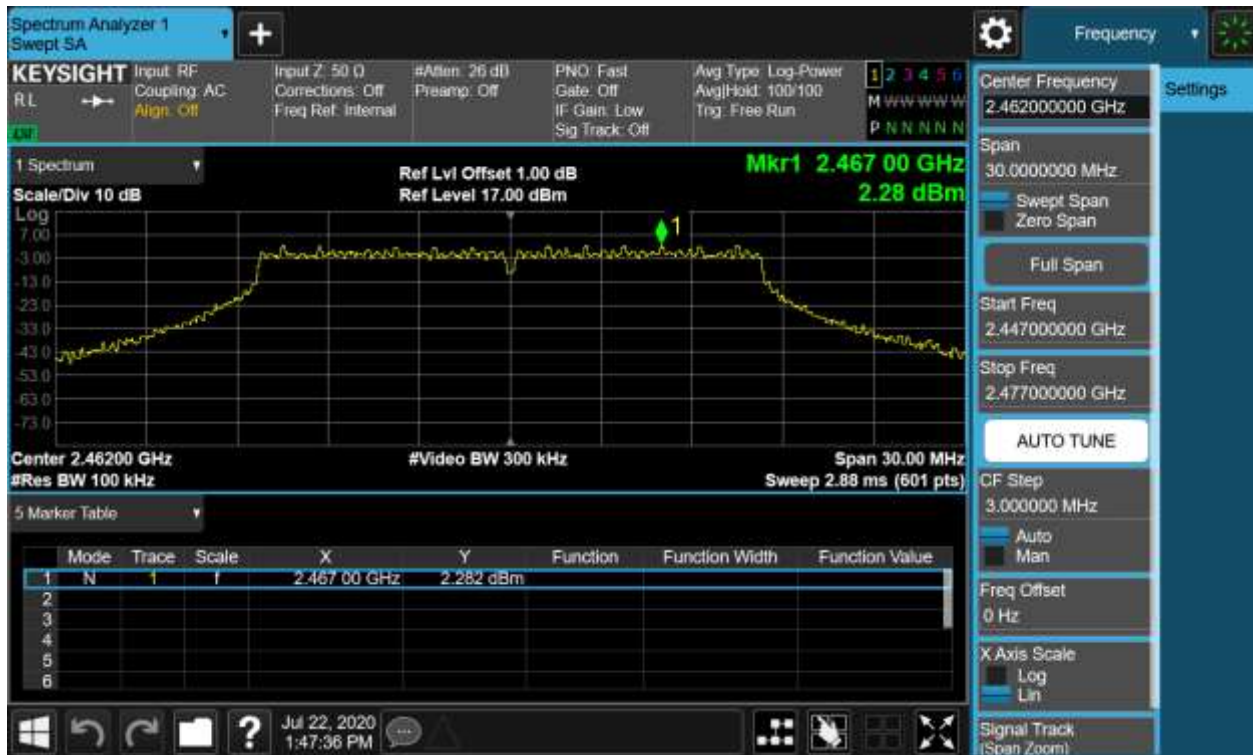 Spectrum Analyzer 1
Swept SA
+
Frequency
KEYSIGHT
RL
Input: RF
Coupling: AC
Align: Off
Input Z: 50 Ω
Corrections: Off
Freq Ref: Internal
#Atten: 26 dB
Preamp: Off
PNO: Fast
Gate: Off
IF Gain: Low
Sig Track: Off
Avg Type: Log-Power
Avg|Hold: 100/100
Trig: Free Run
1 2 3 4 5 6
M W W W W W
P N N N N N
1 Spectrum
Scale/Div 10 dB
Ref Lvl Offset 1.00 dB
Ref Level 17.00 dBm
Mkr1 2.467 00 GHz
2.28 dBm
Log
7.00
-3.00
-13.0
-23.0
-33.0
-43.0
-53.0
-63.0
-73.0
1
Center 2.46200 GHz
#Res BW 100 kHz
#Video BW 300 kHz
Span 30.00 MHz
Sweep 2.88 ms (601 pts)
5 Marker Table
Mode Trace Scale X Y Function Function Width Function Value
1 N 1 f 2.467 00 GHz 2.282 dBm
2
3
4
5
6
Center Frequency
2.462000000 GHz
Settings
Span
30.0000000 MHz
Swept Span
Zero Span
Full Span
Start Freq
2.447000000 GHz
Stop Freq
2.477000000 GHz
AUTO TUNE
CF Step
3.000000 MHz
Auto
Man
Freq Offset
0 Hz
X Axis Scale
Log
Lin
Signal Track
(Span Zoom)
?
Jul 22, 2020
1:47:36 PM